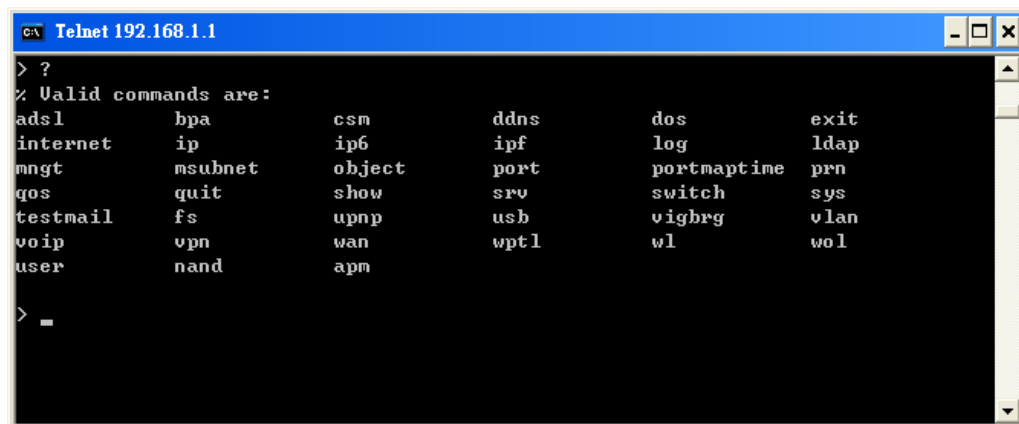 Telnet 192.168.1.1
> ?
% Valid commands are:
adsl bpa csm ddns dos exit
internet ip ip6 ipf log ldap
mngt msubnet object port portmaptime prn
qos quit show srv switch sys
testmail fs upnp usb vigbrg vlan
voip vpn wan wptl wl wol
user nand apm
> _